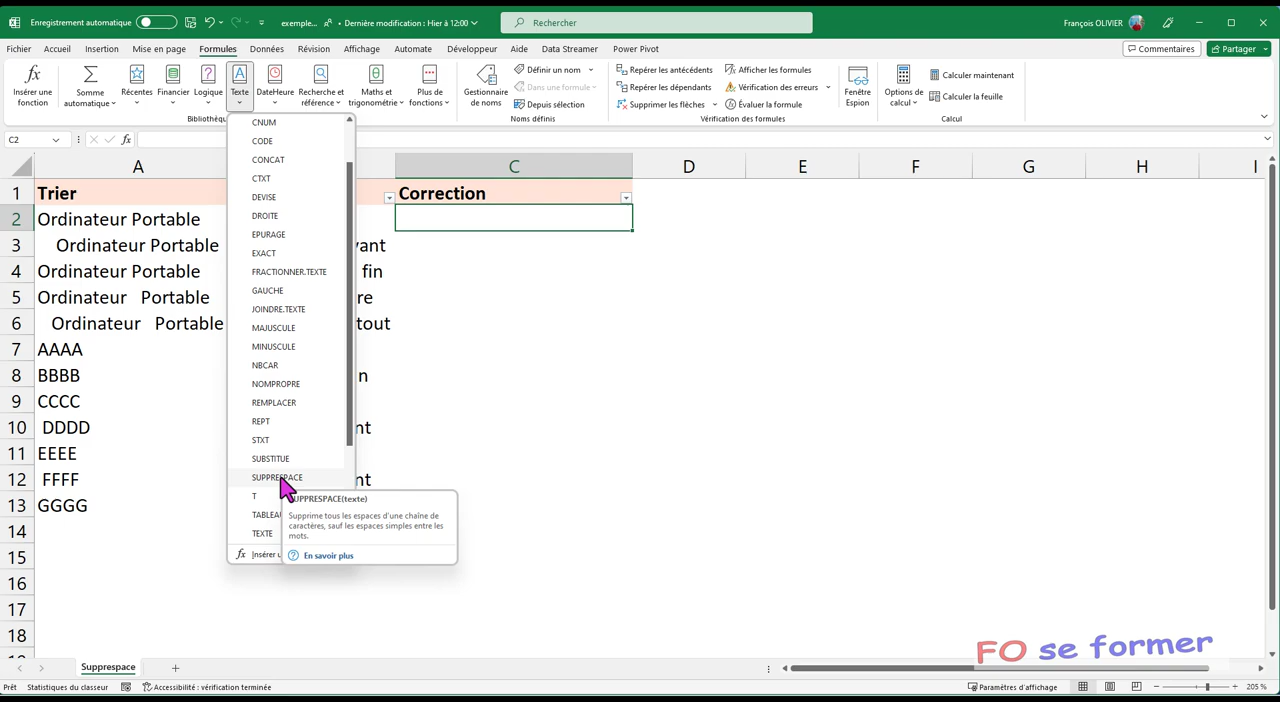 Enregistrement automatique
exemple... • Dernière modification : Hier à 12:00
Rechercher
François OLIVIER
Fichier Accueil Insertion Mise en page Formules Données Révision Affichage Automate Développeur Aide Data Streamer Power Pivot
Commentaires
Partager
Insérer une fonction
Somme automatique
Récentes
Financier
Logique
Texte
DateHeure
Recherche et référence
Maths et trigonométrie
Plus de fonctions
Gestionnaire de noms
Définir un nom
Dans une formule
Depuis sélection
Repérer les antécédents
Repérer les dépendants
Supprimer les flèches
Afficher les formules
Vérification des erreurs
Évaluer la formule
Fenêtre Espion
Options de calcul
Calculer maintenant
Calculer la feuille
Noms définis
Vérification des formules
Calcul
C2
fx
A C D E F G H I
1 Trier Correction
2 Ordinateur Portable
3 Ordinateur Portable
4 Ordinateur Portable fin
5 Ordinateur Portable
6 Ordinateur Portable tout
7 AAAA
8 BBBB
9 CCCC
10 DDDD
11 EEEE
12 FFFF
13 GGGG
14
15
16
17
18
CNUM
CODE
CONCAT
CTXT
DEVISE
DROITE
EPURAGE
EXACT
FRACTIONNER.TEXTE
GAUCHE
JOINDRE.TEXTE
MAJUSCULE
MINUSCULE
NBCAR
NOMPROPRE
REMPLACER
REPT
STXT
SUBSTITUE
SUPPRESPACE
T
TEXTE
fx Insérer
SUPPRESPACE(texte)
Supprime tous les espaces d'une chaîne de
caractères, sauf les espaces simples entre les
mots.
En savoir plus
FO se former
Supprespace
Prêt Statistiques du classeur Accessibilité : vérification terminée
Paramètres d'affichage
205 %